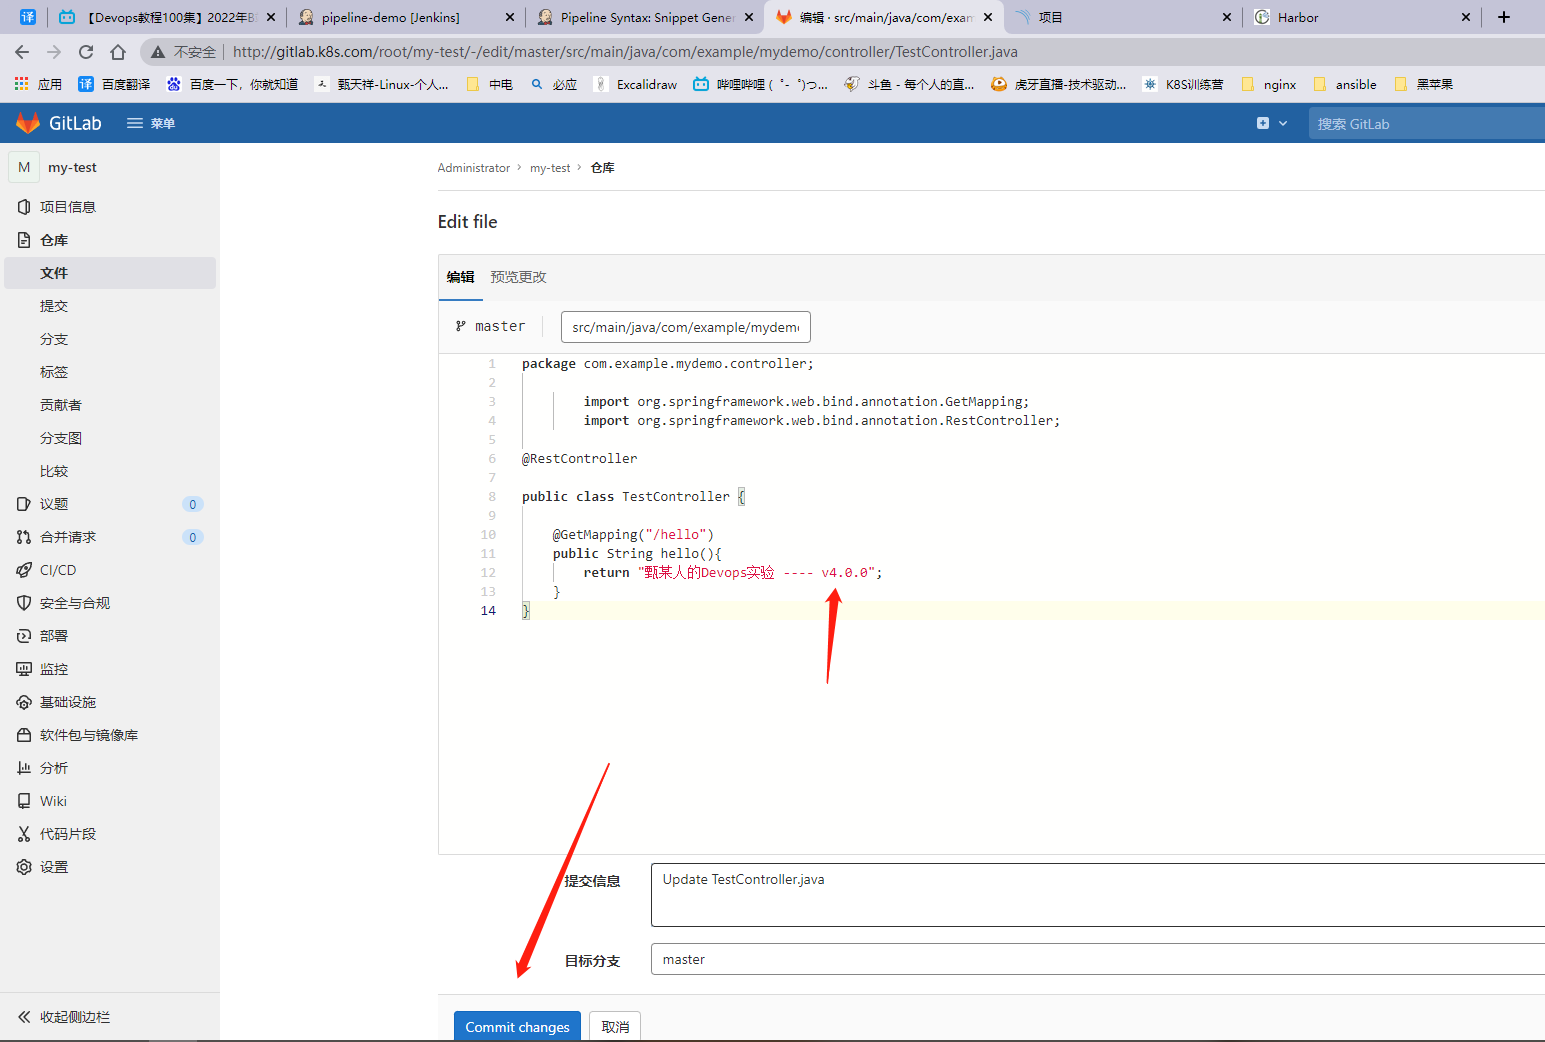 译
【Devops教程100集】2022年B
pipeline-demo [Jenkins]
Pipeline Syntax: Snippet Gener
编辑 · src/main/java/com/exam
项目
Harbor
不安全
http://gitlab.k8s.com/root/my-test/-/edit/master/src/main/java/com/example/mydemo/controller/TestController.java
应用
译 百度翻译
百度一下，你就知道
甄天祥-Linux-个人...
中电
必应
Excalidraw
哔哩哔哩 (゜-゜)つ...
斗鱼 - 每个人的直...
虎牙直播-技术驱动...
K8S训练营
nginx
ansible
黑苹果
GitLab
菜单
搜索 GitLab
M my-test
项目信息
仓库
文件
提交
分支
标签
贡献者
分支图
比较
议题 0
合并请求 0
CI/CD
安全与合规
部署
监控
基础设施
软件包与镜像库
分析
Wiki
代码片段
设置
收起侧边栏
Administrator › my-test › 仓库
Edit file
编辑 预览更改
master src/main/java/com/example/mydemo
1 package com.example.mydemo.controller;
2
3 import org.springframework.web.bind.annotation.GetMapping;
4 import org.springframework.web.bind.annotation.RestController;
5
6 @RestController
7
8 public class TestController {
9
10 @GetMapping("/hello")
11 public String hello(){
12 return "甄某人的Devops实验 ---- v4.0.0";
13 }
14 }
提交信息 Update TestController.java
目标分支 master
Commit changes 取消